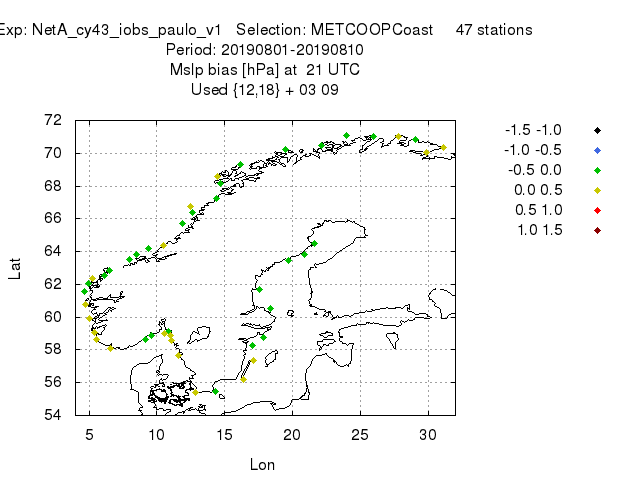 Exp: NetA_cy43_iobs_paulo_v1 Selection: METCOOPCoast 47 stations
Period: 20190801-20190810
Mslp bias [hPa] at 21 UTC
Used {12,18} + 03 09
72
70
68
66
64
62
60
58
56
54
Lat
5 10 15 20 25 30
Lon
-1.5 -1.0
-1.0 -0.5
-0.5 0.0
0.0 0.5
0.5 1.0
1.0 1.5